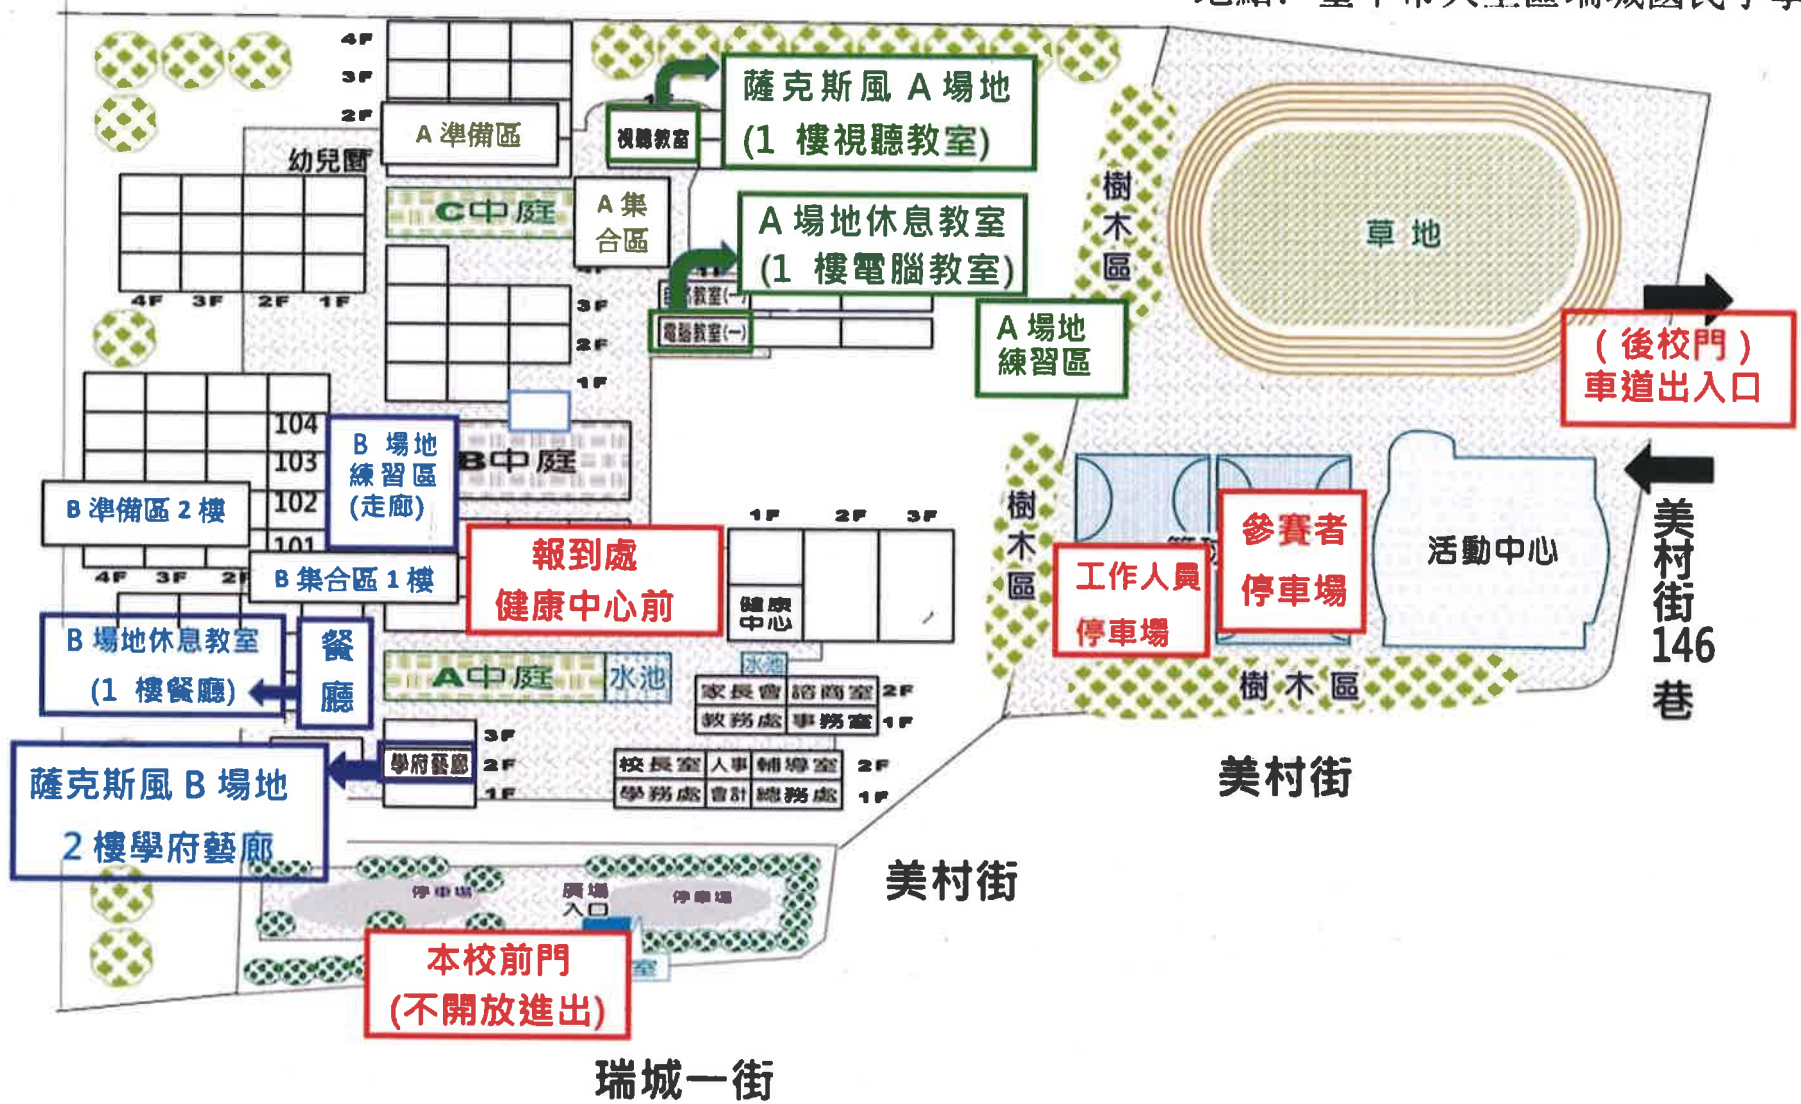 4F
3F
2F
A 準備區
幼兒園
視聽教室
薩克斯風 A 場地
(1 樓視聽教室)
C中庭
A 集
合區
A 場地休息教室
(1 樓電腦教室)
電腦教室(一)
A 場地
練習區
4F 3F 2F 1F
3F
2F
1F
樹木區
草地
(後校門)
車道出入口
104
103
102
101
B 場地
練習區
(走廊)
B中庭
B 準備區 2 樓
4F 3F
B 集合區 1 樓
報到處
健康中心前
1F 2F 3F
健康
中心
樹木區
工作人員
停車場
參賽者
停車場
活動中心
美村街146巷
樹木區
B 場地休息教室
(1 樓餐廳)
餐廳
A中庭
水池
水池
家長會 諮商室 2F
教務處 事務室 1F
3F
學府藝廊 2F
1F
校長室 人事 輔導室 2F
學務處 會計 總務處 1F
薩克斯風 B 場地
2 樓學府藝廊
美村街
美村街
停車場
廣場
入口
停車場
本校前門
(不開放進出)
室
瑞城一街